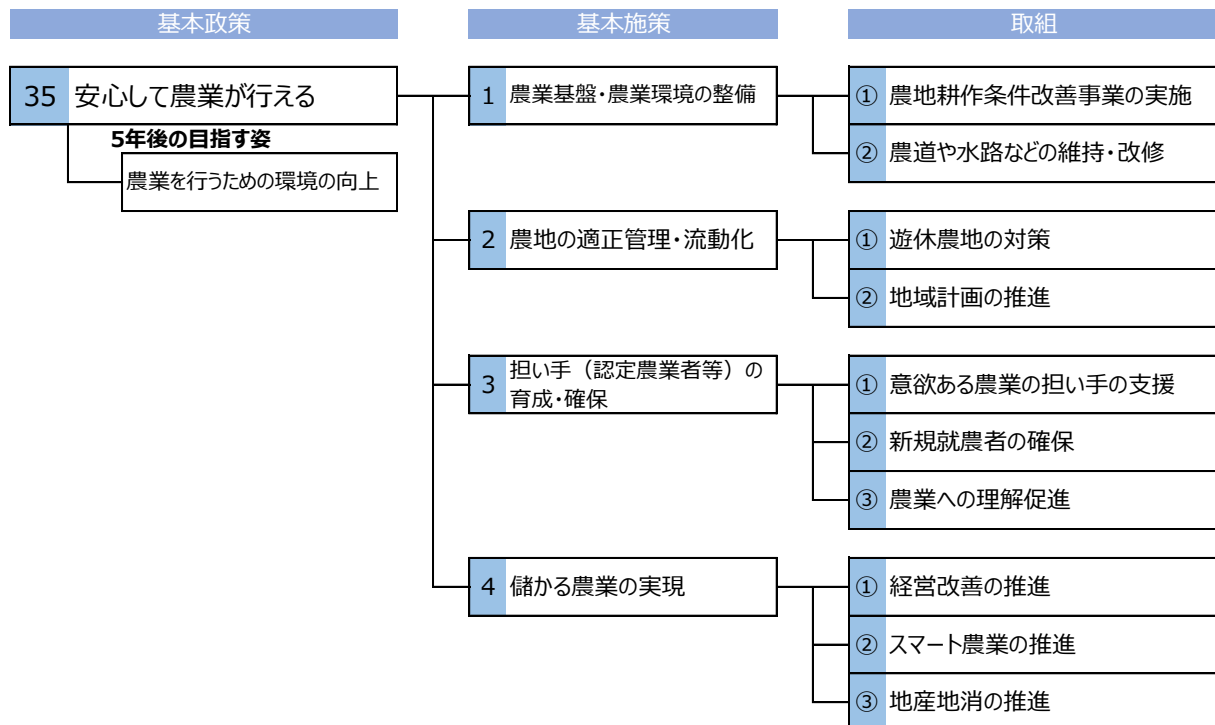 基本政策
基本施策
取組
35 安心して農業が行える
5年後の目指す姿
農業を行うための環境の向上
1 農業基盤・農業環境の整備
① 農地耕作条件改善事業の実施
② 農道や水路などの維持・改修
2 農地の適正管理・流動化
① 遊休農地の対策
② 地域計画の推進
3 担い手（認定農業者等）の
育成・確保
① 意欲ある農業の担い手の支援
② 新規就農者の確保
③ 農業への理解促進
4 儲かる農業の実現
① 経営改善の推進
② スマート農業の推進
③ 地産地消の推進